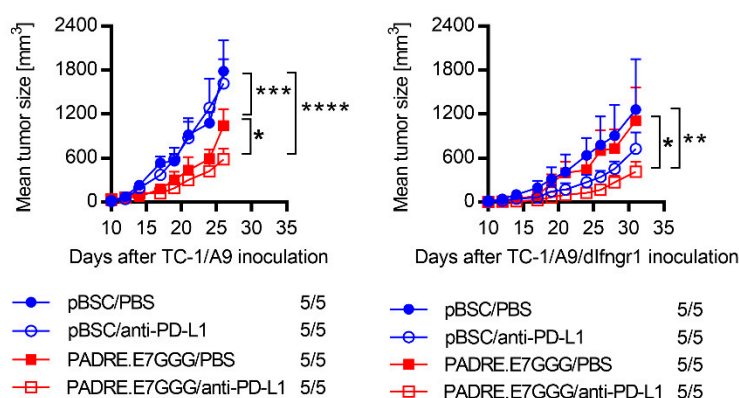 Mean tumor size [mm³]
2400
1800
1200
600
0
10 15 20 25 30 35
*** ****
*
Days after TC-1/A9 inoculation
pBSC/PBS 5/5
pBSC/anti-PD-L1 5/5
PADRE.E7GGG/PBS 5/5
PADRE.E7GGG/anti-PD-L1 5/5
Mean tumor size [mm³]
2400
1800
1200
600
0
10 15 20 25 30 35
* **
Days after TC-1/A9/dIfngr1 inoculation
pBSC/PBS 5/5
pBSC/anti-PD-L1 5/5
PADRE.E7GGG/PBS 5/5
PADRE.E7GGG/anti-PD-L1 5/5